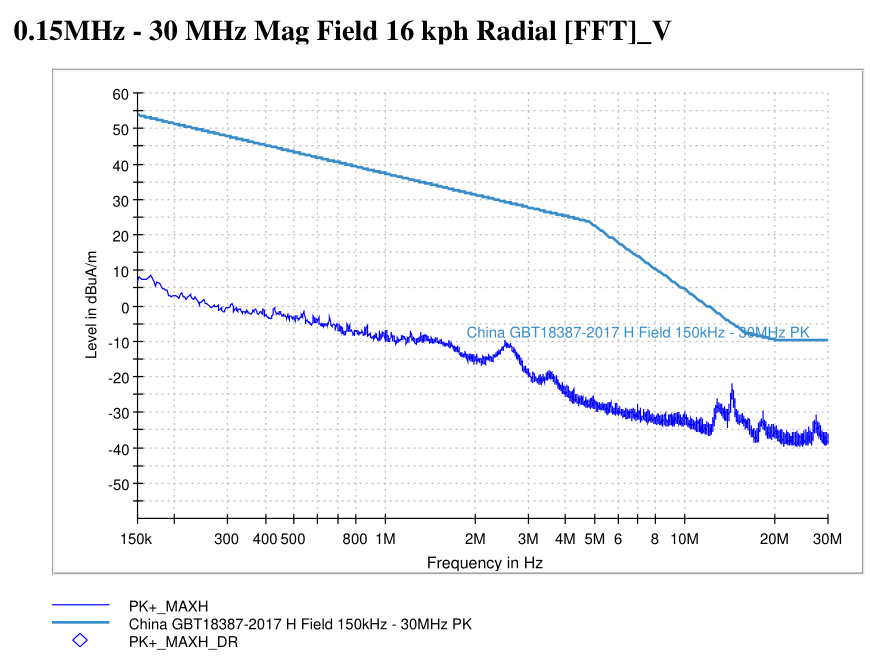 0.15MHz - 30 MHz Mag Field 16 kph Radial [FFT]_V
60
50
40
30
20
10
0
-10
-20
-30
-40
-50
Level in dBuA/m
China GBT18387-2017 H Field 150kHz - 30MHz PK
150k 300 400 500 800 1M 2M 3M 4M 5M 6 8 10M 20M 30M
Frequency in Hz
PK+_MAXH
China GBT18387-2017 H Field 150kHz - 30MHz PK
PK+_MAXH_DR